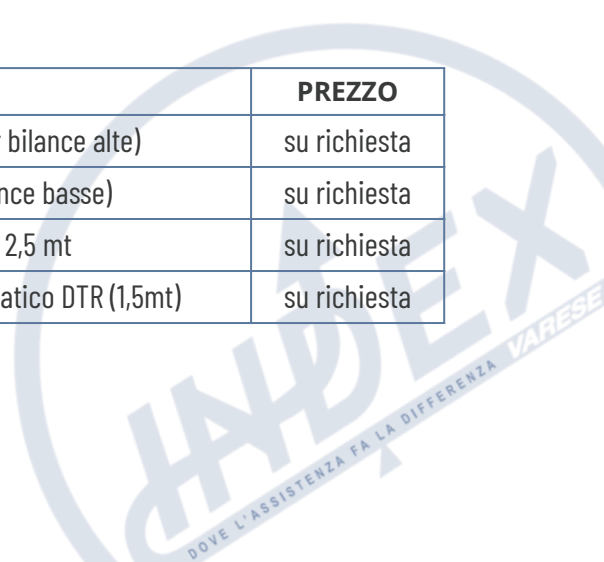 PREZZO
bilance alte) su richiesta
nce basse) su richiesta
2,5 mt su richiesta
atico DTR (1,5mt) su richiesta
INDEX
VARESE
DOVE L'ASSISTENZA FA LA DIFFERENZA